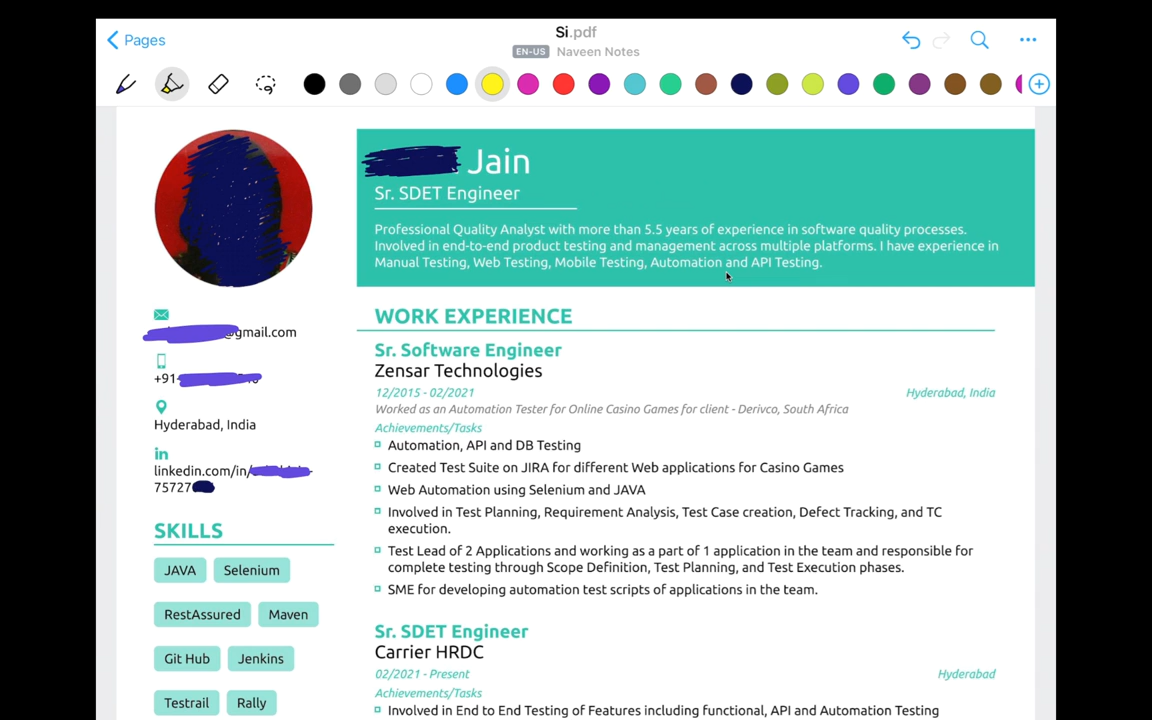 Si.pdf
Pages
EN-US Naveen Notes
Jain
Sr. SDET Engineer
Professional Quality Analyst with more than 5.5 years of experience in software quality processes.
Involved in end-to-end product testing and management across multiple platforms. I have experience in
Manual Testing, Web Testing, Mobile Testing, Automation and API Testing.
@gmail.com
+91-
Hyderabad, India
in
linkedin.com/in/
75727
SKILLS
JAVA Selenium
RestAssured Maven
Git Hub Jenkins
Testrail Rally
WORK EXPERIENCE
Sr. Software Engineer
Zensar Technologies
12/2015 - 02/2021 Hyderabad, India
Worked as an Automation Tester for Online Casino Games for client - Derivco, South Africa
Achievements/Tasks
Automation, API and DB Testing
Created Test Suite on JIRA for different Web applications for Casino Games
Web Automation using Selenium and JAVA
Involved in Test Planning, Requirement Analysis, Test Case creation, Defect Tracking, and TC
execution.
Test Lead of 2 Applications and working as a part of 1 application in the team and responsible for
complete testing through Scope Definition, Test Planning, and Test Execution phases.
SME for developing automation test scripts of applications in the team.
Sr. SDET Engineer
Carrier HRDC
02/2021 - Present Hyderabad
Achievements/Tasks
Involved in End to End Testing of Features including functional, API and Automation Testing